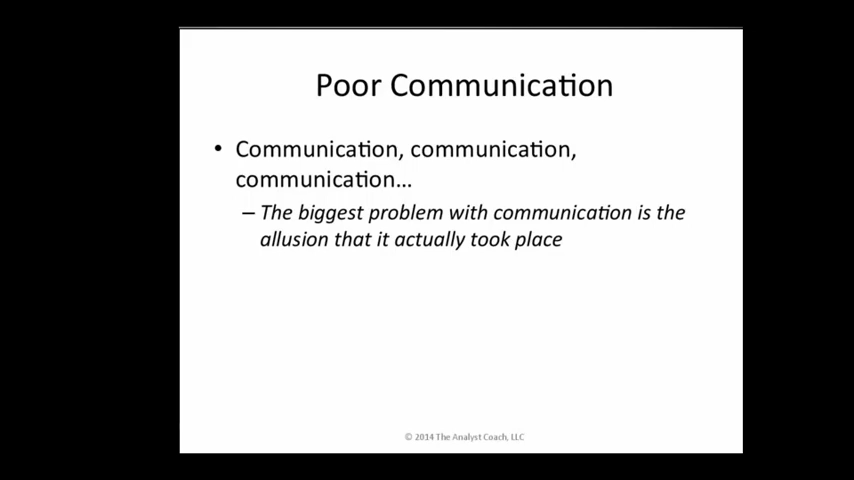 Poor Communication
• Communication, communication,
communication...
– The biggest problem with communication is the
allusion that it actually took place
© 2014 The Analyst Coach, LLC